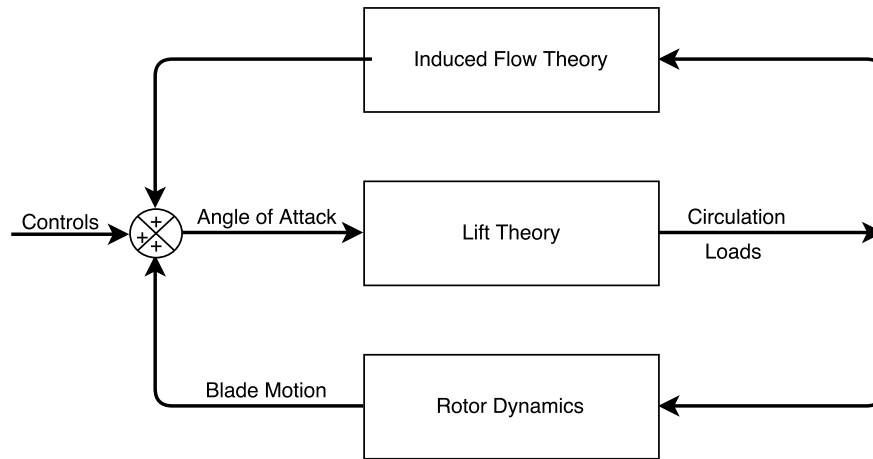 Induced Flow Theory
Controls
+
+
+
Angle of Attack
Lift Theory
Circulation
Loads
Blade Motion
Rotor Dynamics